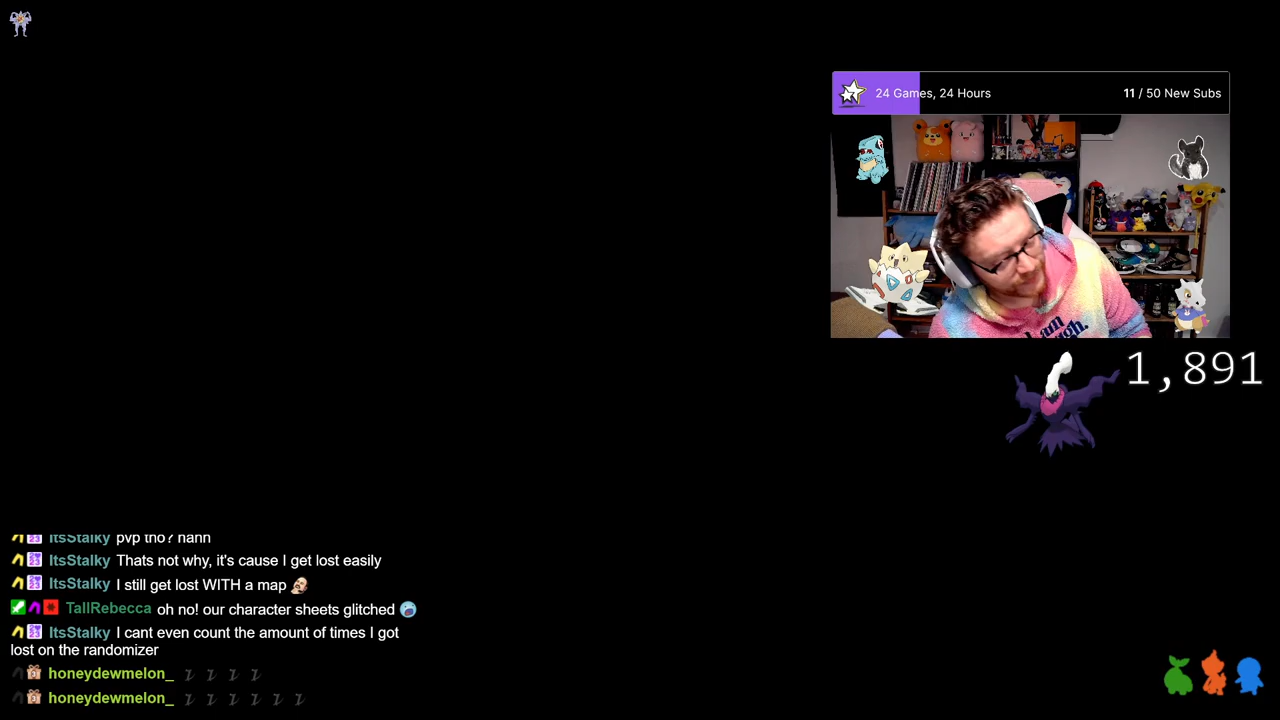 24 Games, 24 Hours 11 / 50 New Subs
1,891
ItsStalky pvp tho? nann
ItsStalky Thats not why, it's cause I get lost easily
ItsStalky I still get lost WITH a map
TallRebecca oh no! our character sheets glitched
ItsStalky I cant even count the amount of times I got
lost on the randomizer
honeydewmelon_
honeydewmelon_